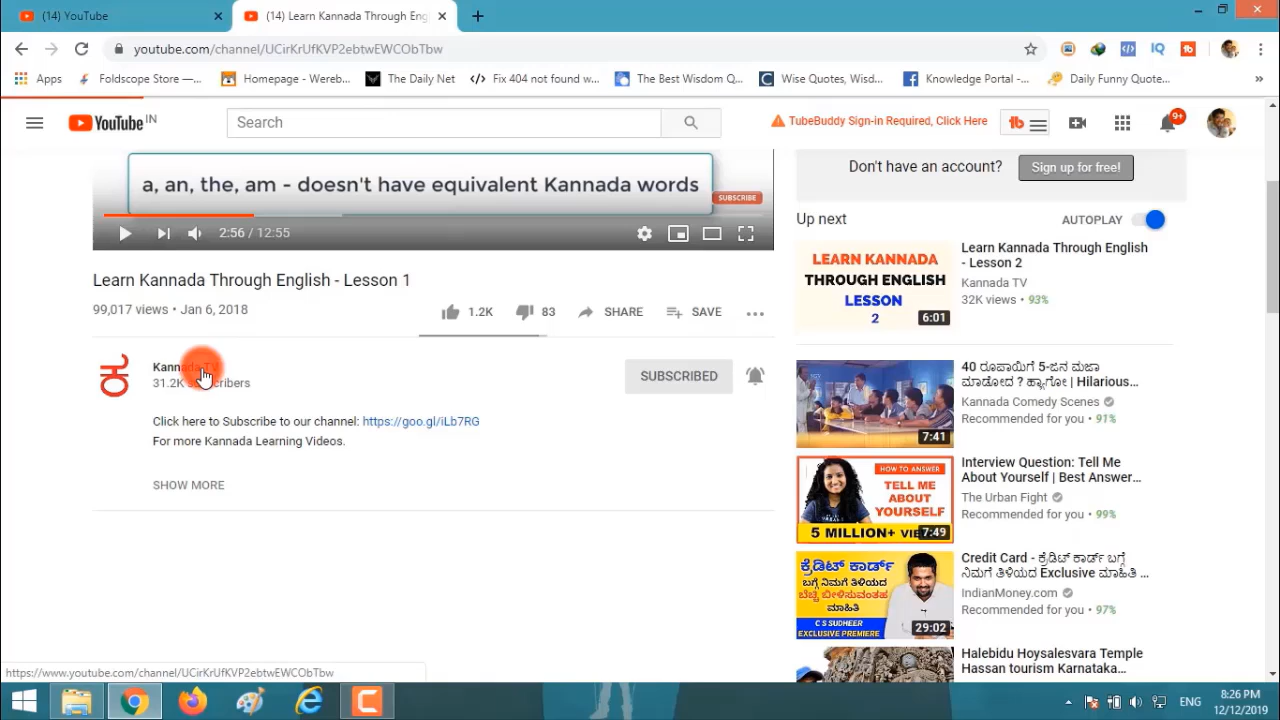 (14) YouTube
(14) Learn Kannada Through Eng
youtube.com/channel/UCirKrUfKVP2ebtwEWCObTbw
Apps
Foldscope Store —...
Homepage - Wereb...
The Daily Net
Fix 404 not found w...
The Best Wisdom Q...
Wise Quotes, Wisd...
Knowledge Portal -...
Daily Funny Quote...
»
YouTube IN
Search
TubeBuddy Sign-in Required, Click Here
tb
9+
a, an, the, am - doesn't have equivalent Kannada words
SUBSCRIBE
2:56 / 12:55
Learn Kannada Through English - Lesson 1
99,017 views • Jan 6, 2018
1.2K
83
SHARE
SAVE
ಕ
31.2K
SUBSCRIBED
Click here to Subscribe to our channel: https://goo.gl/iLb7RG
For more Kannada Learning Videos.
SHOW MORE
Don't have an account?
Sign up for free!
Up next
AUTOPLAY
LEARN KANNADA
THROUGH ENGLISH
LESSON
2
6:01
Learn Kannada Through English
- Lesson 2
Kannada TV
32K views • 93%
7:41
40 ರೂಪಾಯಿಗೆ 5-ಜನ ಮಜಾ
ಮಾಡೋದ ? ಹ್ಯಾಗೋ | Hilarious...
Kannada Comedy Scenes
Recommended for you • 91%
HOW TO ANSWER
TELL ME
ABOUT
YOURSELF
5 MILLION+
7:49
Interview Question: Tell Me
About Yourself | Best Answer...
The Urban Fight
Recommended for you • 99%
ಕ್ರೆಡಿಟ್ ಕಾರ್ಡ್
ಬಗ್ಗೆ ನಿಮಗೆ ತಿಳಿಯದ
ಮಾಹಿತಿ
C S SUDHEER
EXCLUSIVE PREMIERE
29:02
Credit Card - ಕ್ರೆಡಿಟ್ ಕಾರ್ಡ್ ಬಗ್ಗೆ
ನಿಮಗೆ ತಿಳಿಯದ Exclusive ಮಾಹಿತಿ ...
IndianMoney.com
Recommended for you • 97%
Halebidu Hoysalesvara Temple
Hassan tourism Karnataka...
https://www.youtube.com/channel/UCirKrUfKVP2ebtwEWCObTbw
ENG
8:26 PM
12/12/2019